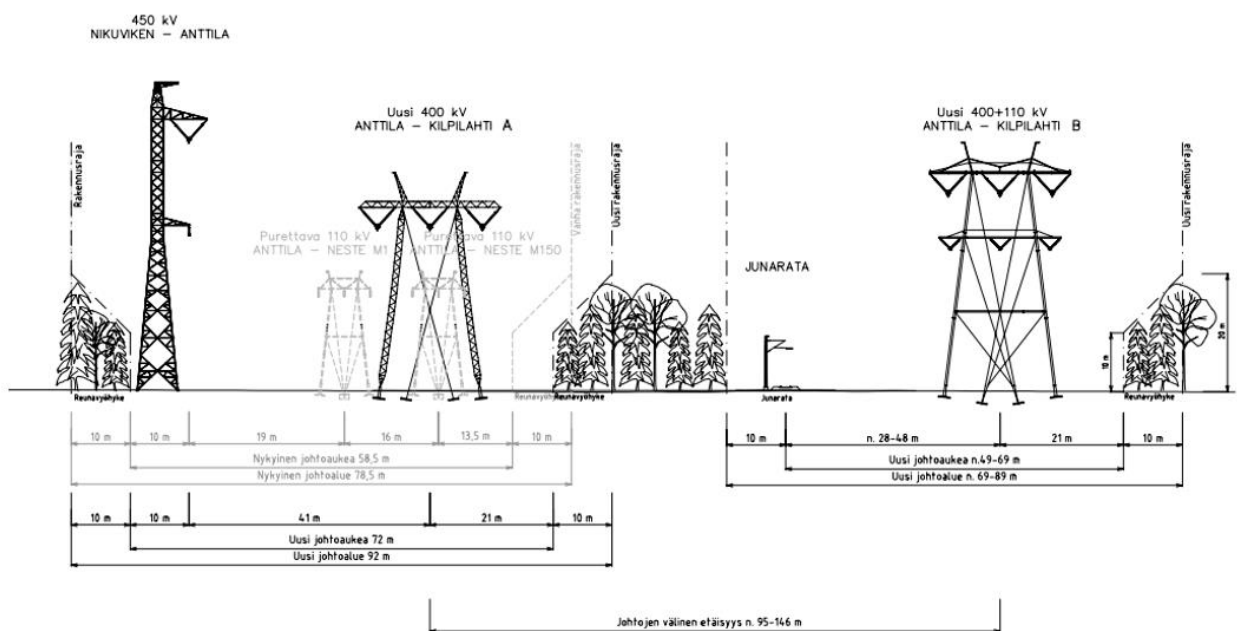 450 kV
NIKUVIKEN – ANTTILA
Uusi 400 kV
ANTTILA – KILPILAHTI A
Uusi 400+110 kV
ANTTILA – KILPILAHTI B
Rakennusraja
Vanha rakennusraja
Uusi rakennusraja
Uusi rakennusraja
Purettava 110 kV
ANTTILA – NESTE M1
Purettava 110 kV
ANTTILA – NESTE M150
JUNARATA
10 m
20 m
Reunavyöhyke
Reunavyöhyke
Reunavyöhyke
Junarata
Reunavyöhyke
10 m
10 m
19 m
16 m
13,5 m
10 m
Nykyinen johtoaukea 58,5 m
Nykyinen johtoalue 78,5 m
10 m
n. 28-48 m
21 m
10 m
Uusi johtoaukea n.49-69 m
Uusi johtoalue n. 69-89 m
10 m
10 m
41 m
21 m
10 m
Uusi johtoaukea 72 m
Uusi johtoalue 92 m
Johtojen välinen etäisyys n. 95-146 m